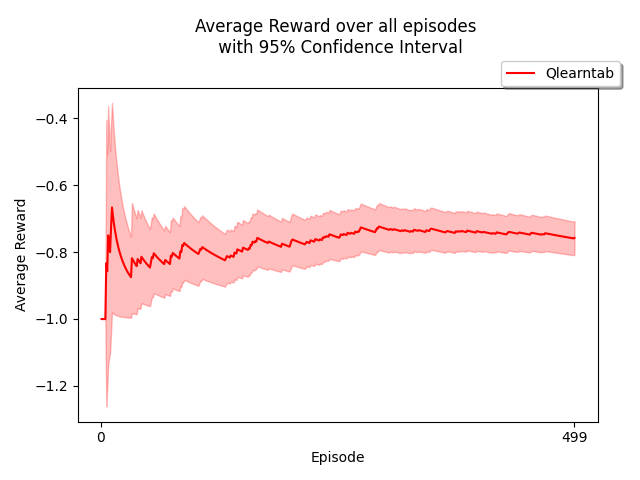 Average Reward over all episodes
with 95% Confidence Interval
Qlearntab
−0.4
−0.6
−0.8
−1.0
−1.2
Average Reward
0
499
Episode